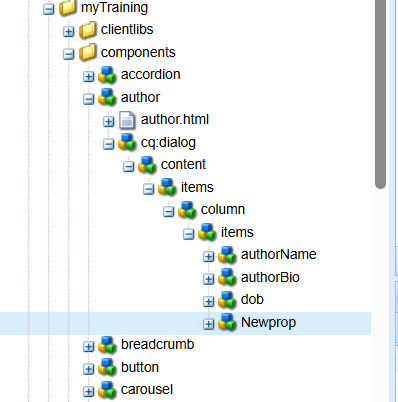 myTraining
clientlibs
components
accordion
author
author.html
cq:dialog
content
items
column
items
authorName
authorBio
dob
Newprop
breadcrumb
button
carousel